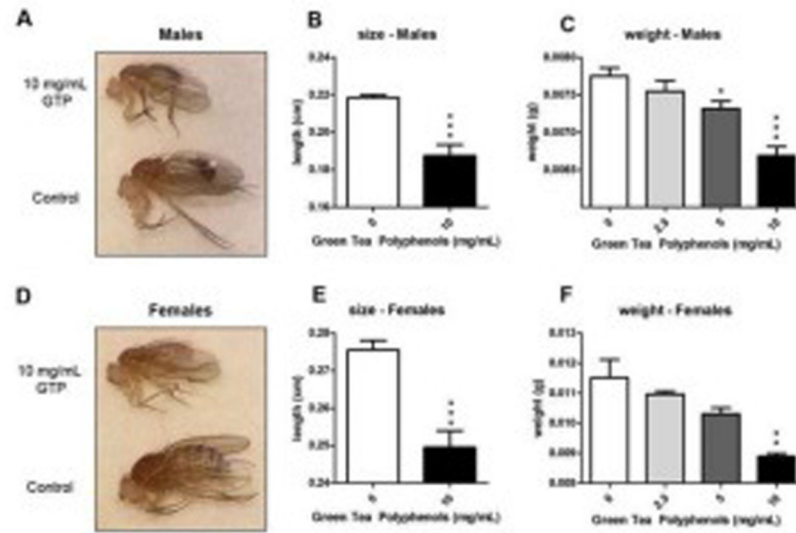 A
Males
10 mg/mL
GTP
Control
B
size - Males
0.24
0.22
0.20
0.18
0.16
length (cm)
0
10
Green Tea Polyphenols (mg/mL)
C
weight - Males
0.0080
0.0075
0.0070
0.0065
weight (g)
0
2.5
5
10
Green Tea Polyphenols (mg/mL)
D
Females
10 mg/mL
GTP
Control
E
size - Females
0.28
0.27
0.26
0.25
0.24
length (cm)
0
10
Green Tea Polyphenols (mg/mL)
F
weight - Females
0.013
0.012
0.011
0.010
0.009
0.008
weight (g)
0
2.5
5
10
Green Tea Polyphenols (mg/mL)